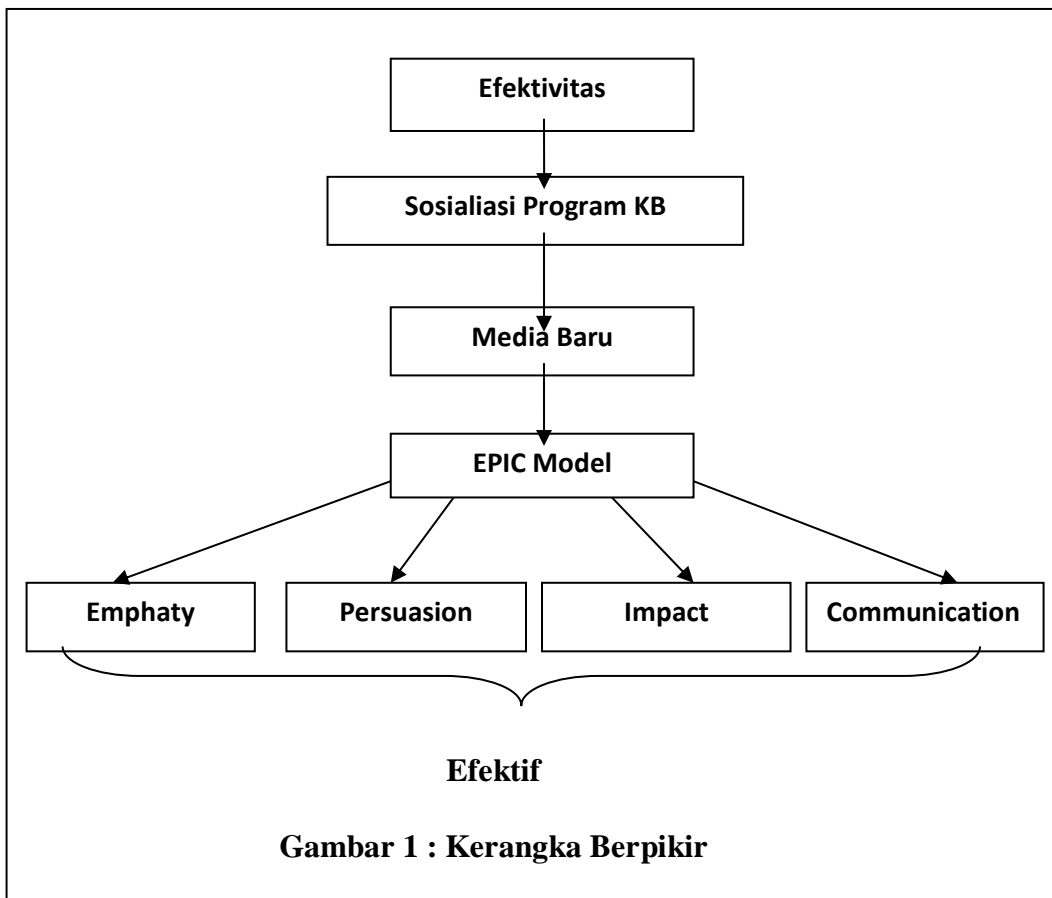 Efektivitas
Sosialiasi Program KB
Media Baru
EPIC Model
Emphaty
Persuasion
Impact
Communication
Efektif
Gambar 1 : Kerangka Berpikir